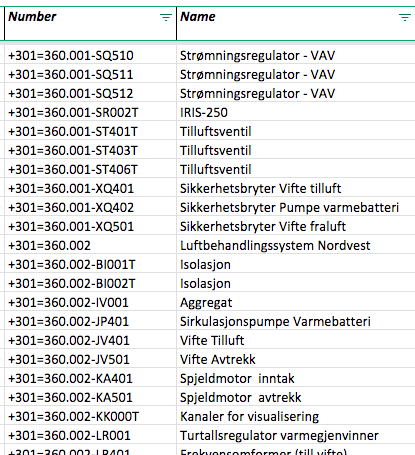 Number Name
+301=360.001-SQ510 Strømningsregulator - VAV
+301=360.001-SQ511 Strømningsregulator - VAV
+301=360.001-SQ512 Strømningsregulator - VAV
+301=360.001-SR002T IRIS-250
+301=360.001-ST401T Tilluftsventil
+301=360.001-ST403T Tilluftsventil
+301=360.001-ST406T Tilluftsventil
+301=360.001-XQ401 Sikkerhetsbryter Vifte tilluft
+301=360.001-XQ402 Sikkerhetsbryter Pumpe varmebatteri
+301=360.001-XQ501 Sikkerhetsbryter Vifte fraluft
+301=360.002 Luftbehandlingssystem Nordvest
+301=360.002-BI001T Isolasjon
+301=360.002-BI002T Isolasjon
+301=360.002-IV001 Aggregat
+301=360.002-JP401 Sirkulasjonspumpe Varmebatteri
+301=360.002-JV401 Vifte Tilluft
+301=360.002-JV501 Vifte Avtrekk
+301=360.002-KA401 Spjeldmotor  inntak
+301=360.002-KA501 Spjeldmotor  avtrekk
+301=360.002-KK000T Kanaler for visualisering
+301=360.002-LR001 Turtallsregulator varmegjenvinner
+301=360.002-LR401 Frekvensomformer (till vifte)